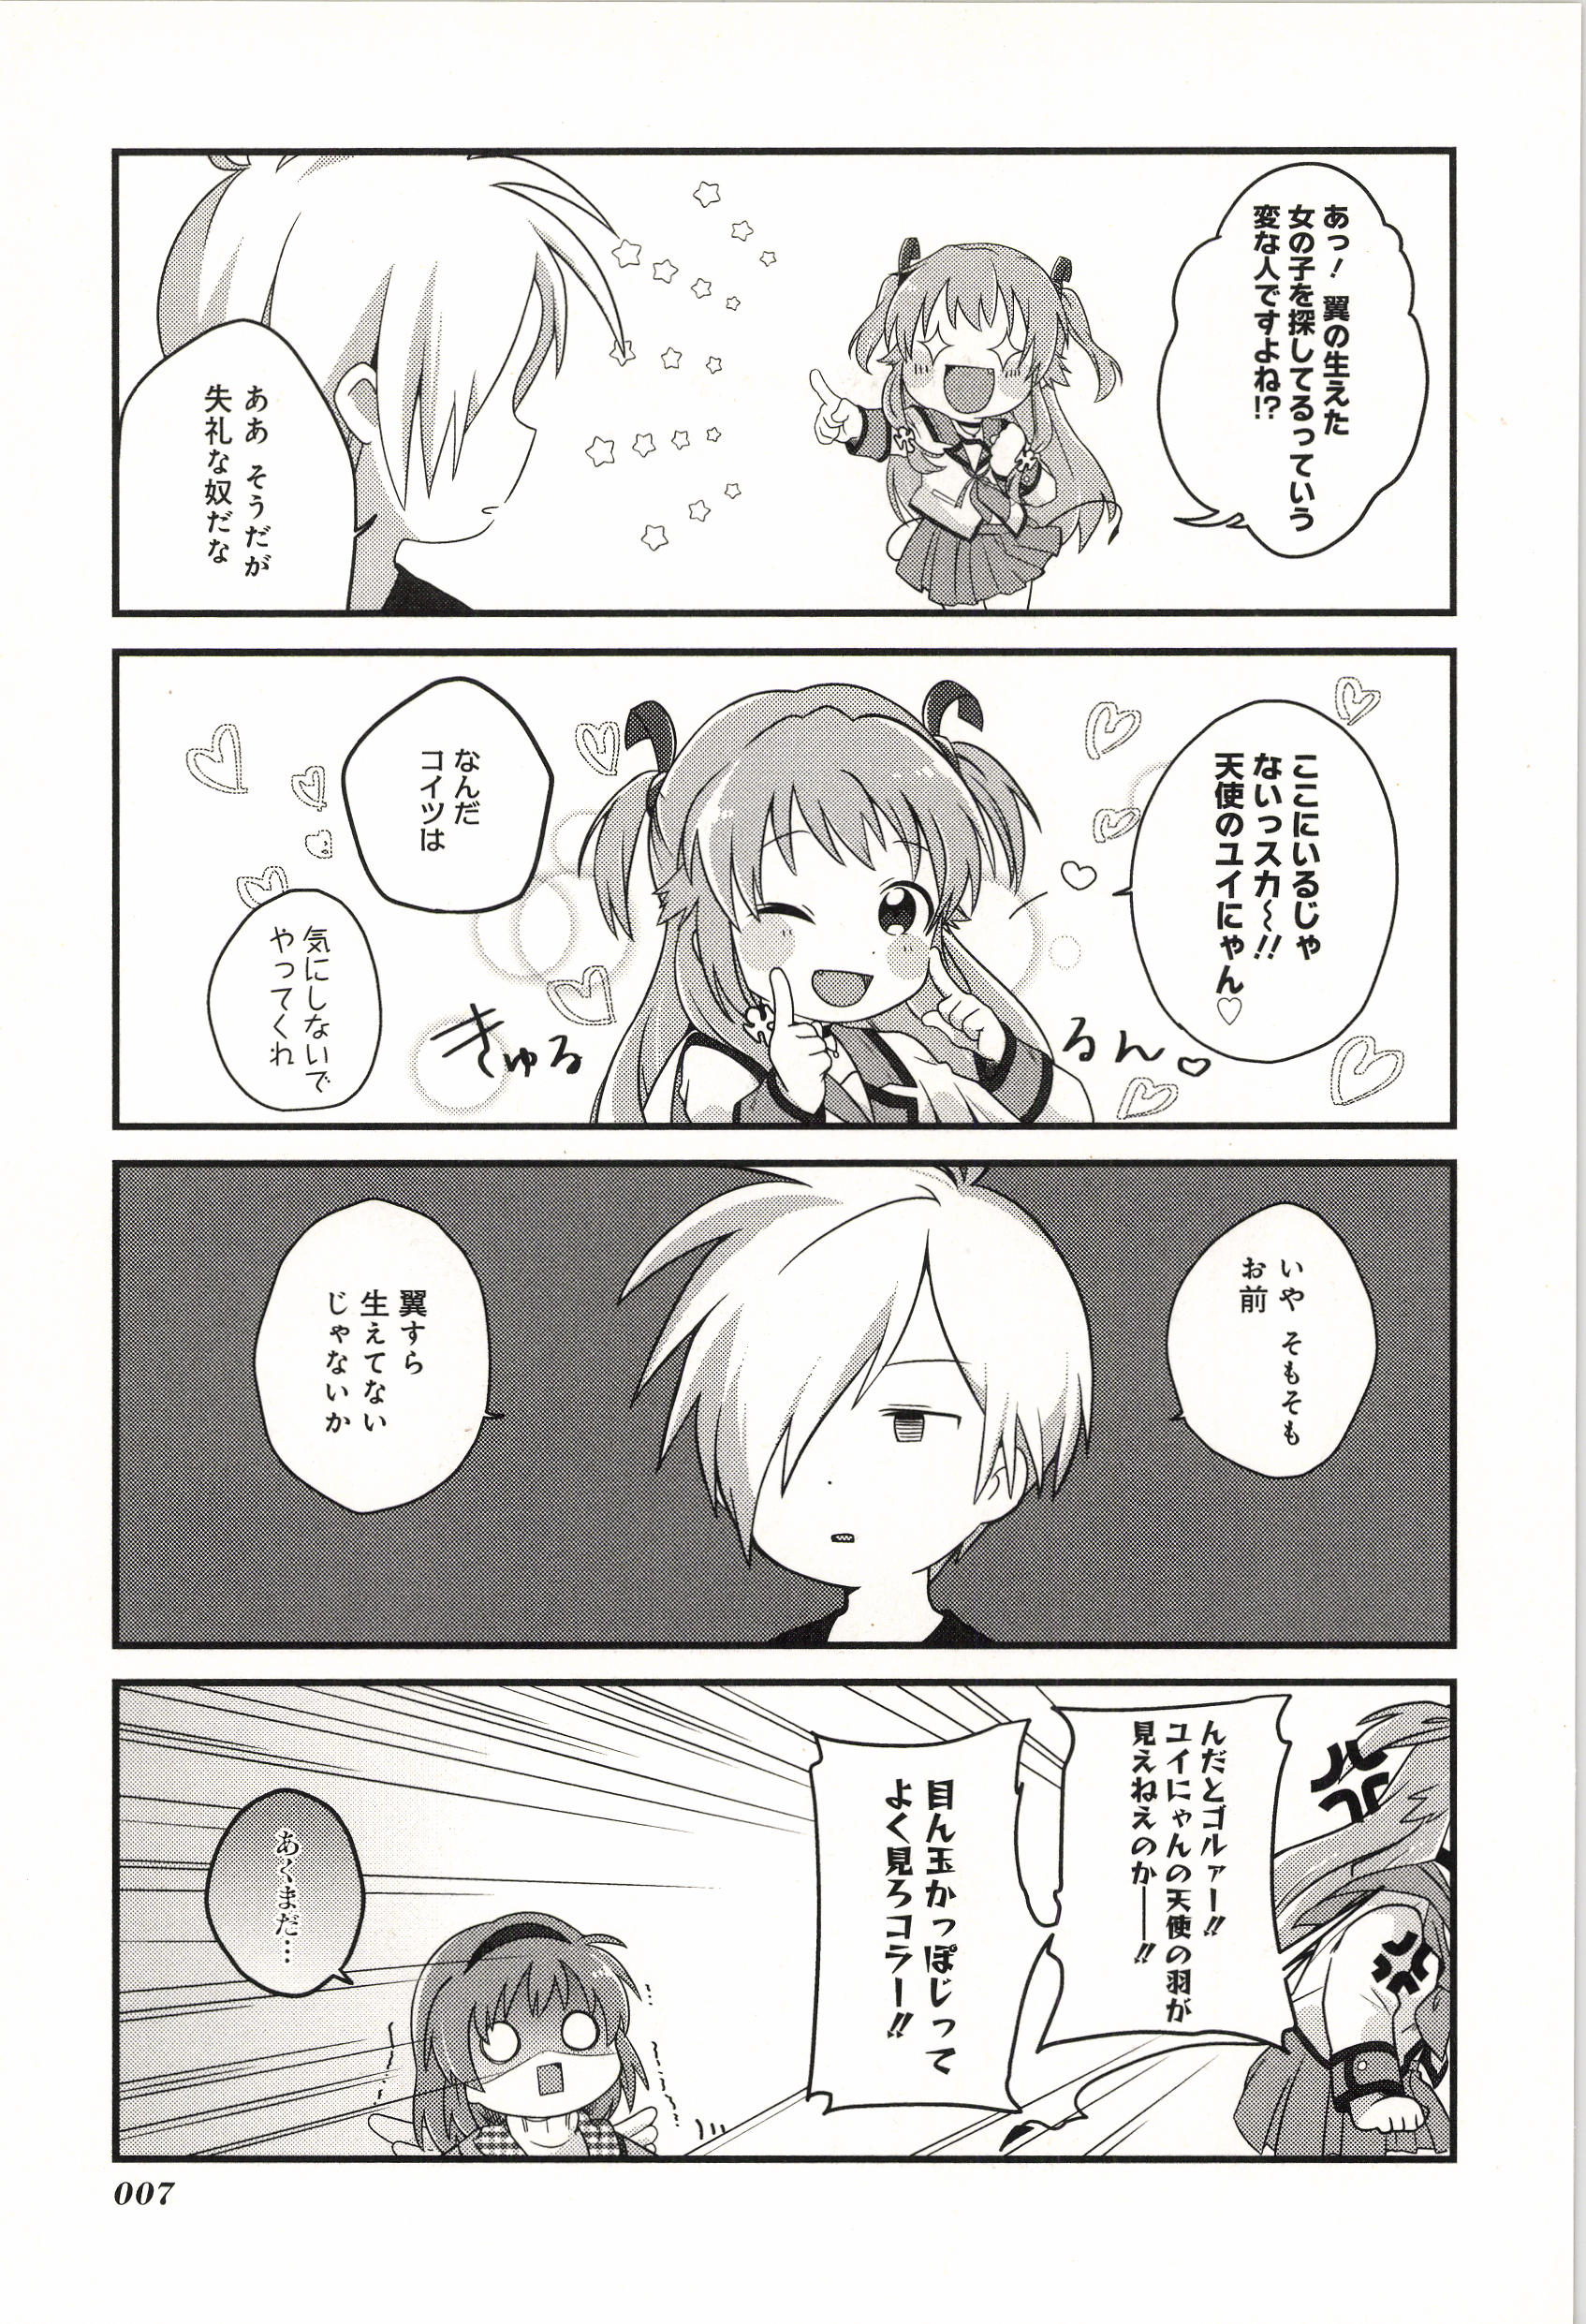 あっ！ 翼の生えた
女の子を探してるっていう
変な人ですよね!?
ああ そうだが
失礼な奴だな
ここにいるじゃ
ないっスカ〜!!
天使のユイにゃん♡
きゅる
るん♡
なんだ
コイツは
気にしないで
やってくれ
いや そもそも
お前
翼すら
生えてない
じゃないか
んだとゴルァー!!
ユイにゃんの天使の羽が
見えねえのか――!!
目ん玉かっぽじって
よく見ろコラー!!
あくまだ…
007